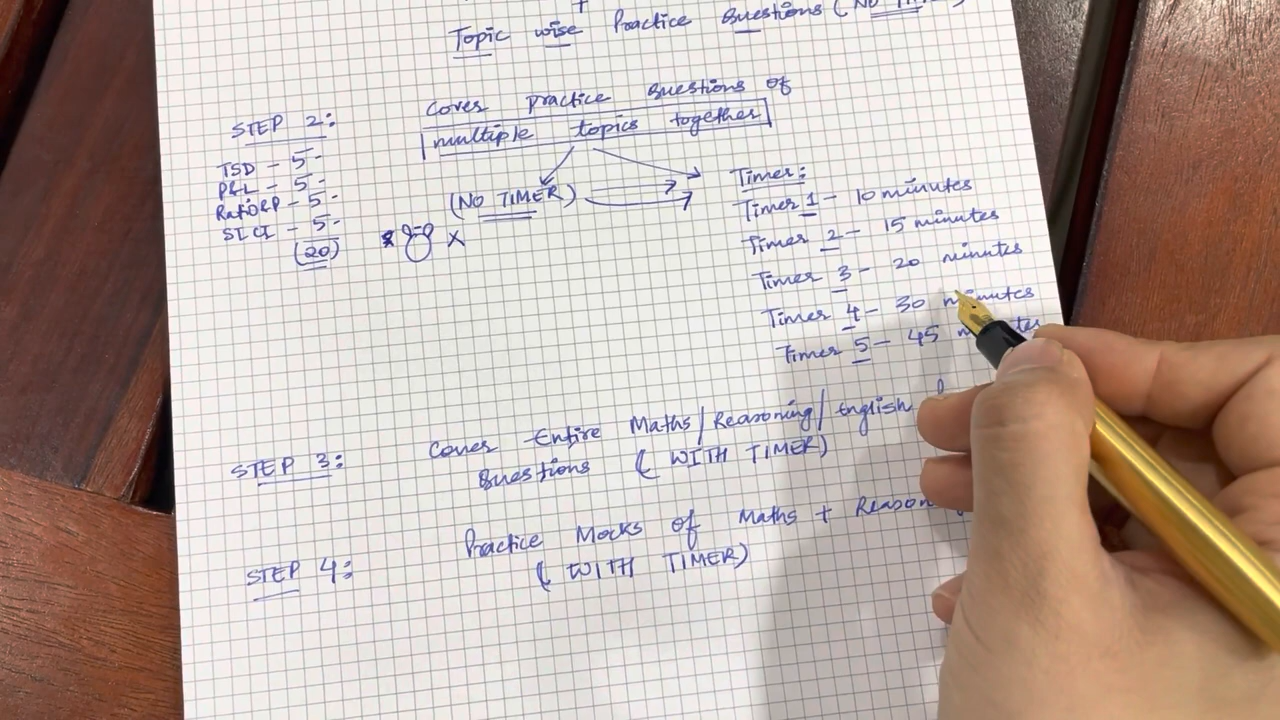 Topic wise Practice Questions (NO TIMER)
STEP 2:
Cover practice Questions of
multiple topics together
TSD - 5-
P&L - 5-
Ratio&P - 5-
SI CI - 5-
(20)
(NO TIMER)
Timer:
Timer 1 - 10 minutes
Timer 2 - 15 minutes
Timer 3 - 20 minutes
Timer 4 - 30 minutes
Timer 5 - 45
STEP 3:
Cover Entire Maths/Reasoning/English
Questions (WITH TIMER)
STEP 4:
Practice Mocks of Maths +
(WITH TIMER)